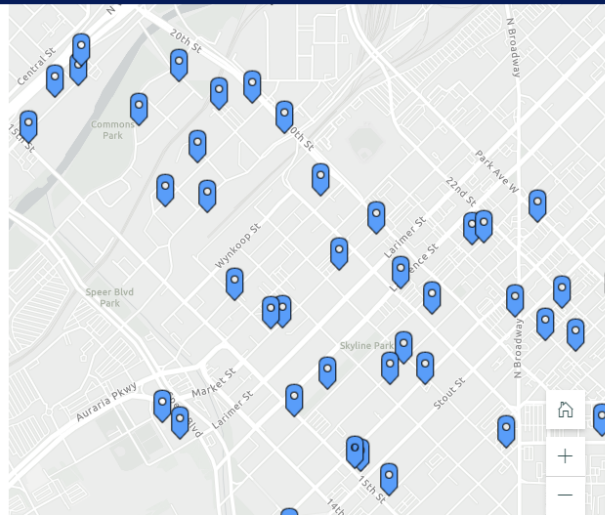 N Broadway
20th St
Central St
15th St
Commons
Park
20th St
Park Ave W
22nd St
Larimer St
Wynkoop St
Lawrence St
Speer Blvd
Park
Skyline Park
N Broadway
Market St
Auraria Pkwy
Larimer St
Stout St
Blvd
15th St
14th